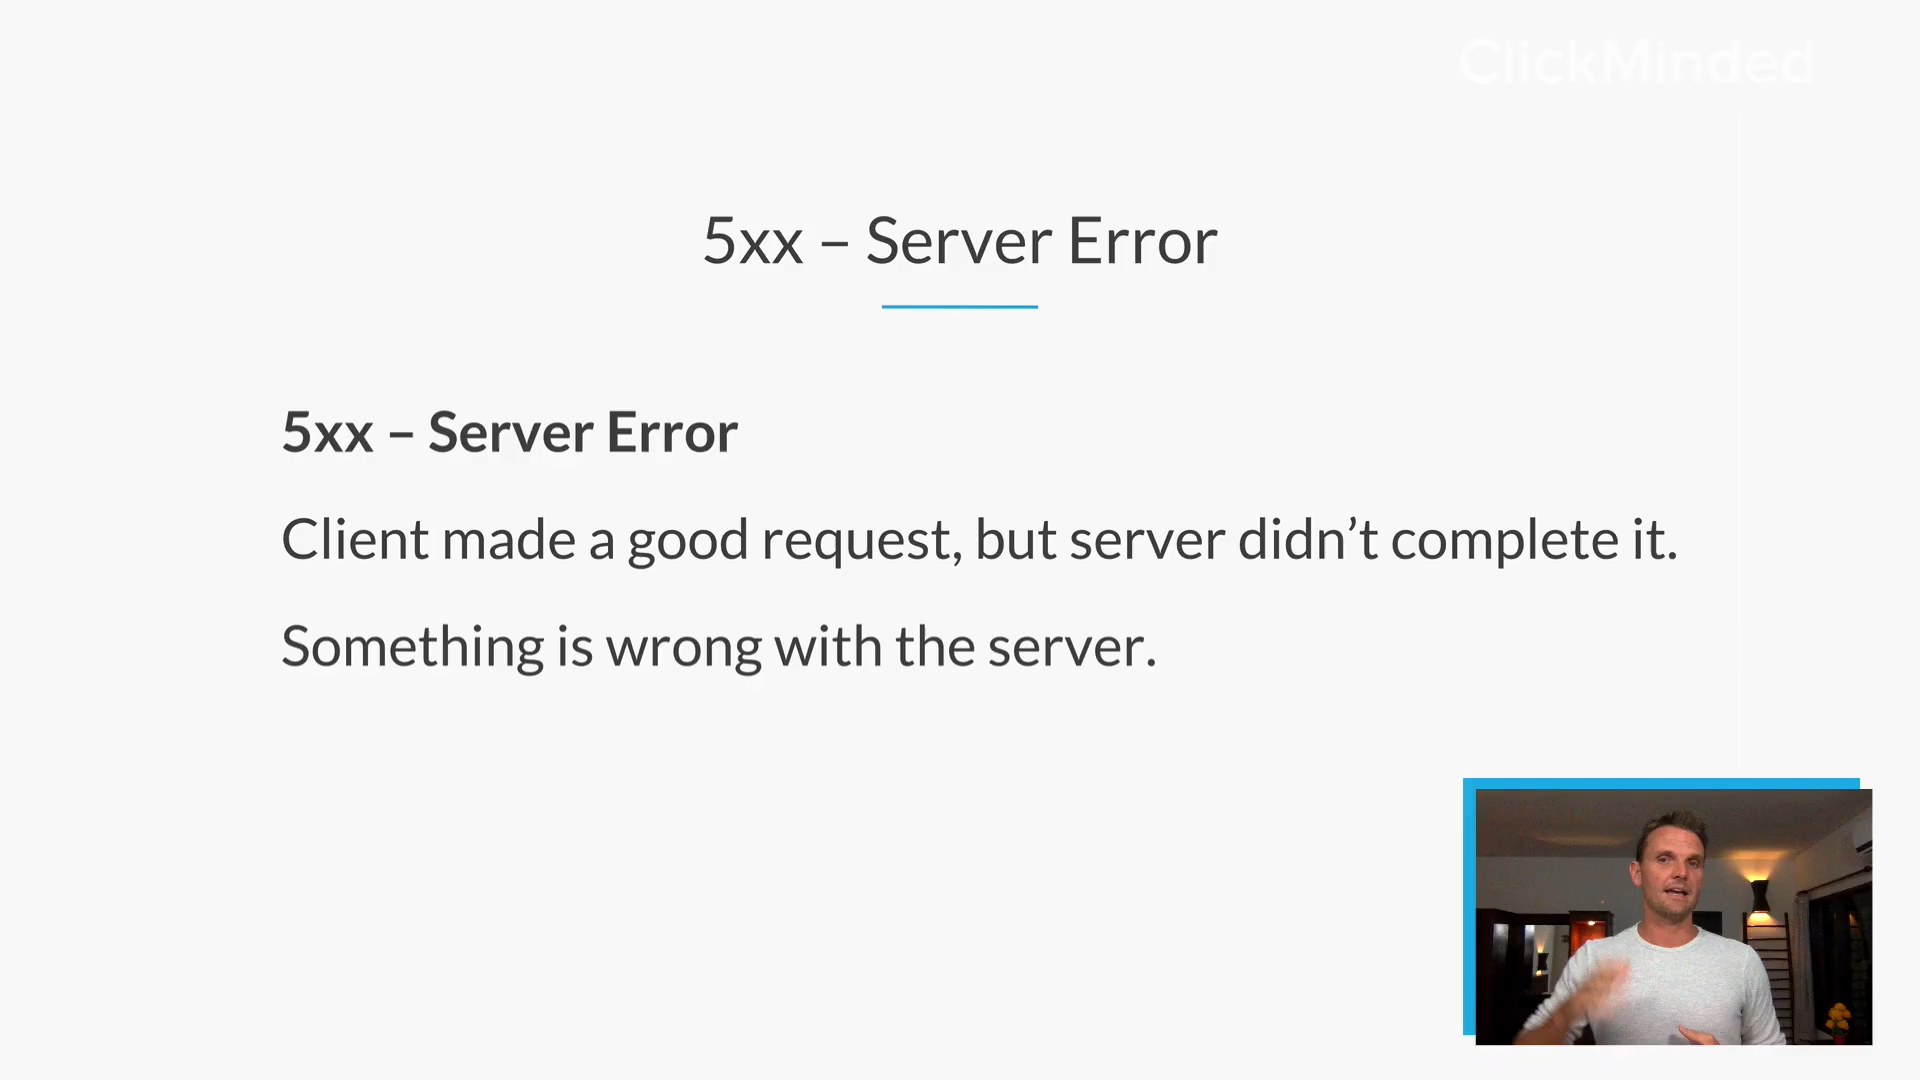 ClickMinded
5xx – Server Error
5xx – Server Error
Client made a good request, but server didn’t complete it.
Something is wrong with the server.